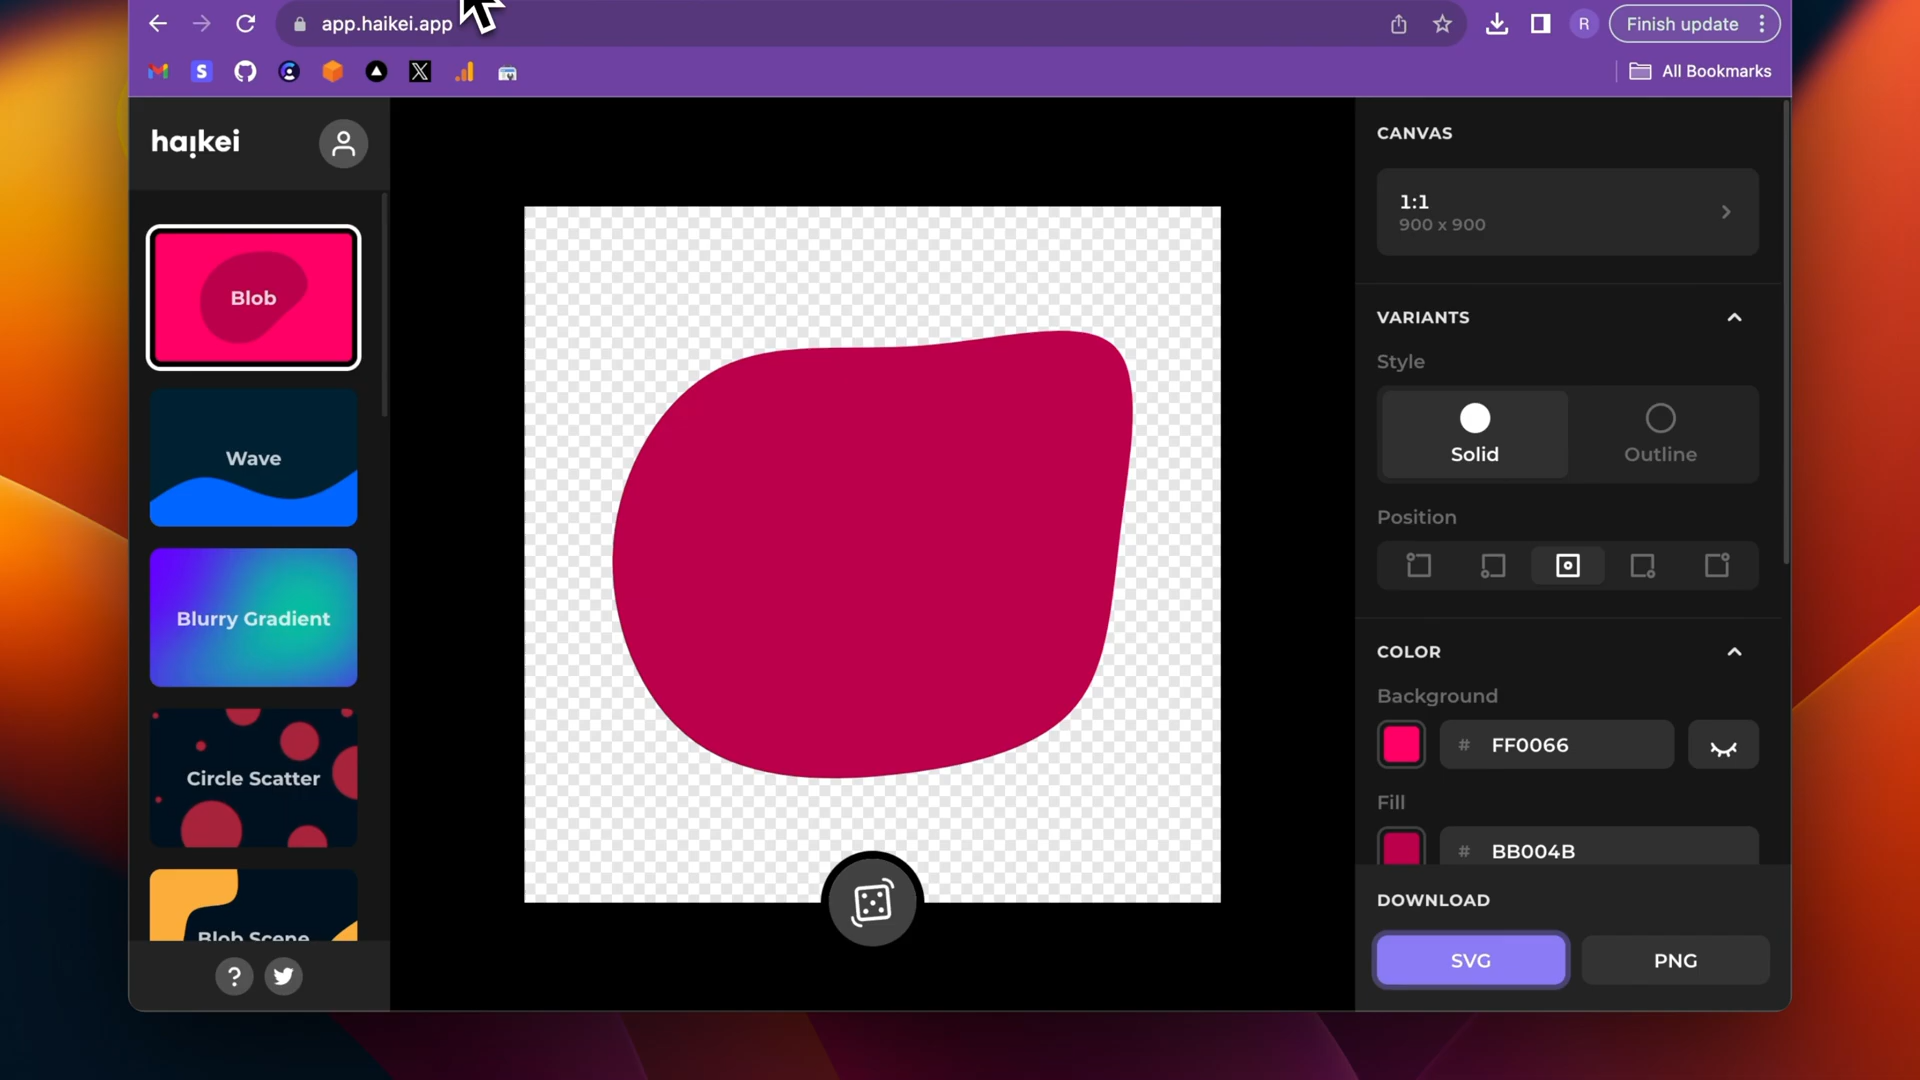 app.haikei.app
R
Finish update
S
All Bookmarks
haikei
Blob
Wave
Blurry Gradient
Circle Scatter
Blob Scene
?
CANVAS
1:1
900 x 900
VARIANTS
Style
Solid
Outline
Position
COLOR
Background
# FF0066
Fill
# BB004B
DOWNLOAD
SVG
PNG